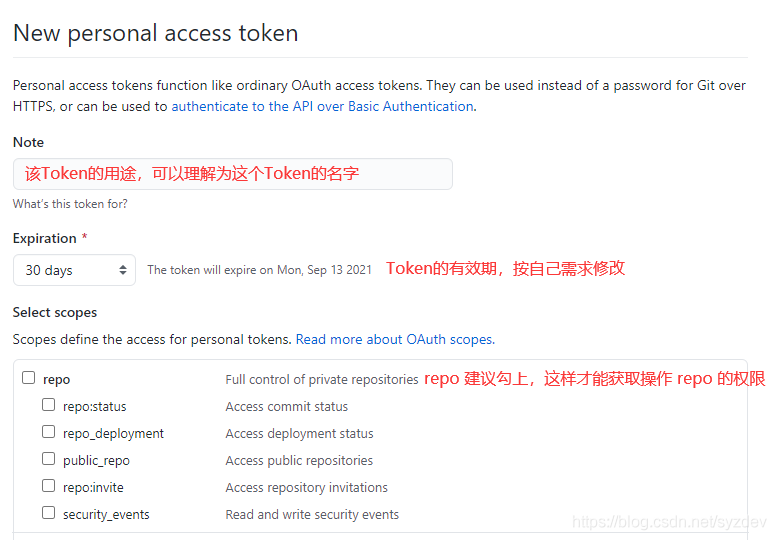 New personal access token
Personal access tokens function like ordinary OAuth access tokens. They can be used instead of a password for Git over
HTTPS, or can be used to authenticate to the API over Basic Authentication.
Note
该Token的用途，可以理解为这个Token的名字
What's this token for?
Expiration *
30 days The token will expire on Mon, Sep 13 2021 Token的有效期，按自己需求修改
Select scopes
Scopes define the access for personal tokens. Read more about OAuth scopes.
repo Full control of private repositories repo 建议勾上，这样才能获取操作 repo 的权限
repo:status Access commit status
repo_deployment Access deployment status
public_repo Access public repositories
repo:invite Access repository invitations
security_events Read and write security events
https://blog.csdn.net/syzdev